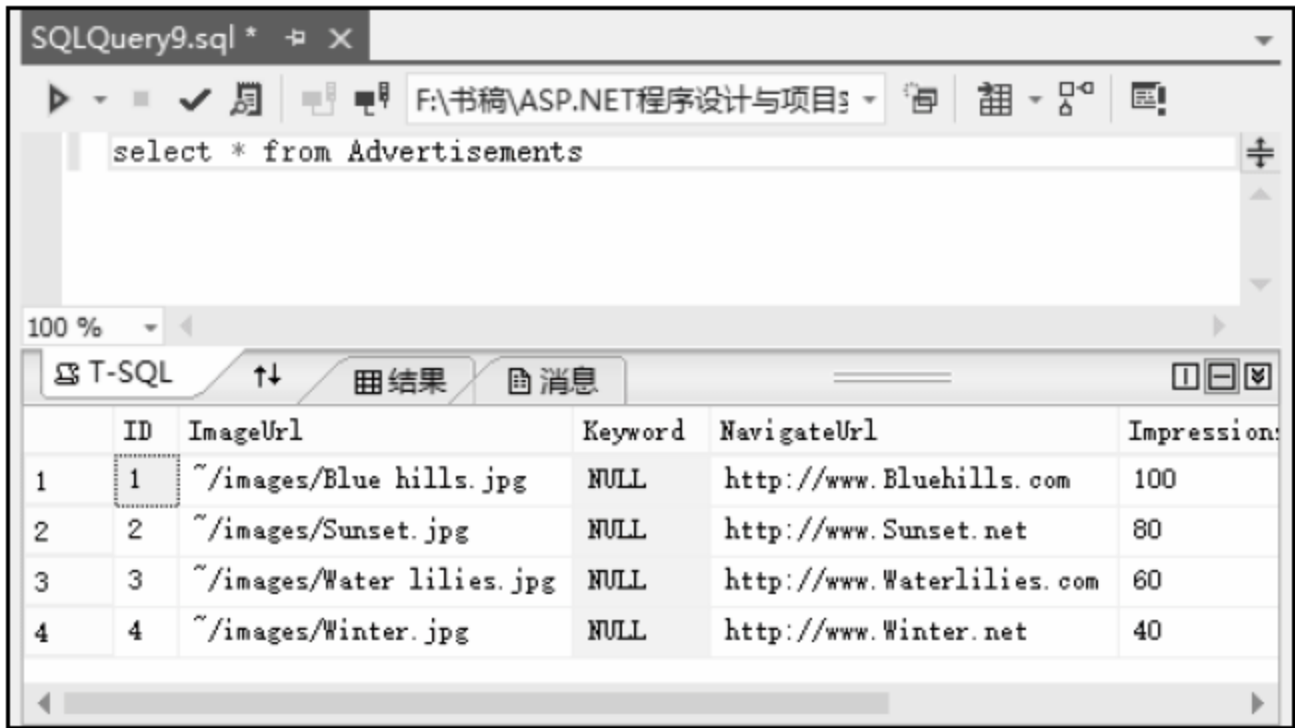 SQLQuery9.sql *
F:\书稿\ASP.NET程序设计与项目
select * from Advertisements
100 %
T-SQL 结果 消息
ID ImageUrl Keyword NavigateUrl Impression
1 1 ~/images/Blue hills.jpg NULL http://www.Bluehills.com 100
2 2 ~/images/Sunset.jpg NULL http://www.Sunset.net 80
3 3 ~/images/Water lilies.jpg NULL http://www.Waterlilies.com 60
4 4 ~/images/Winter.jpg NULL http://www.Winter.net 40